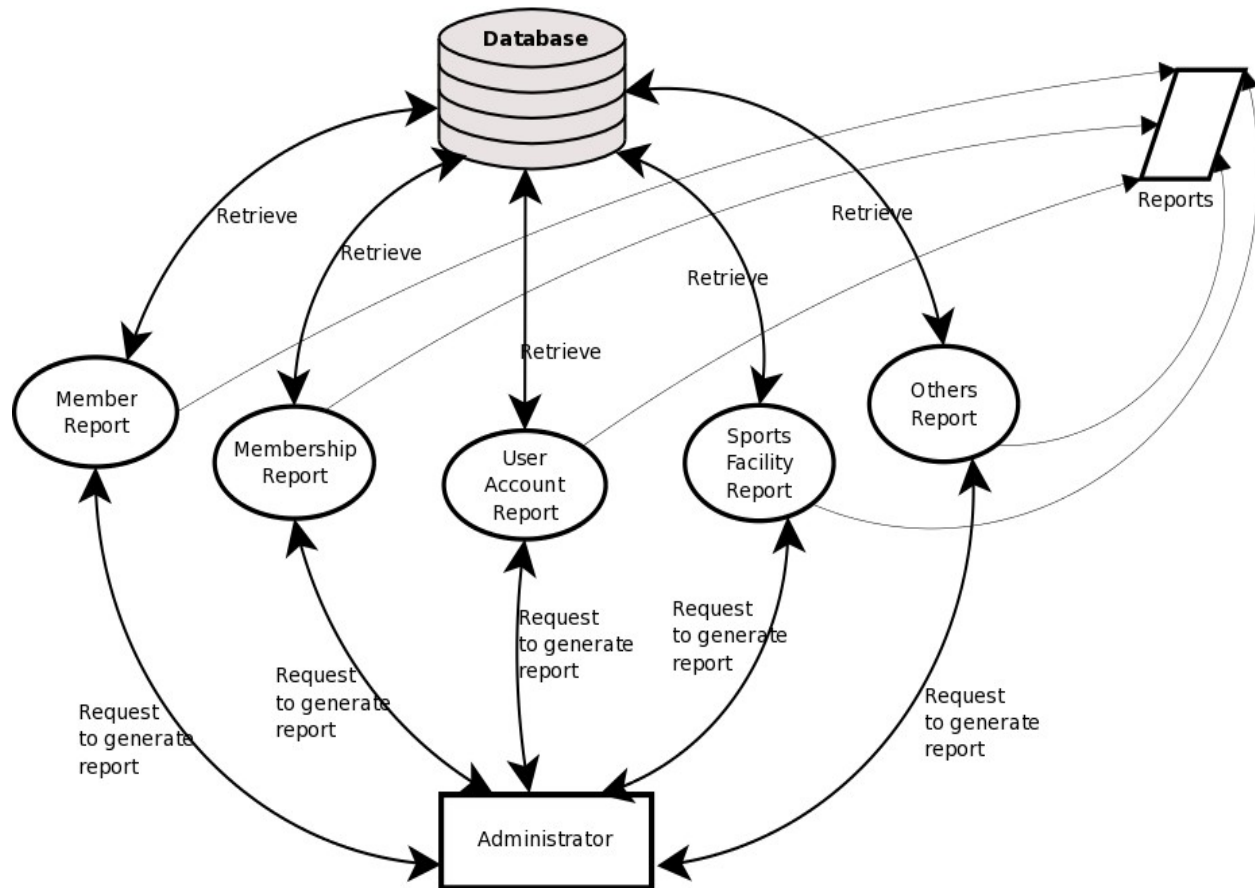 Database
Reports
Retrieve
Retrieve
Retrieve
Retrieve
Retrieve
Member
Report
Membership
Report
User
Account
Report
Sports
Facility
Report
Others
Report
Request
to generate
report
Request
to generate
report
Request
to generate
report
Request
to generate
report
Request
to generate
report
Administrator